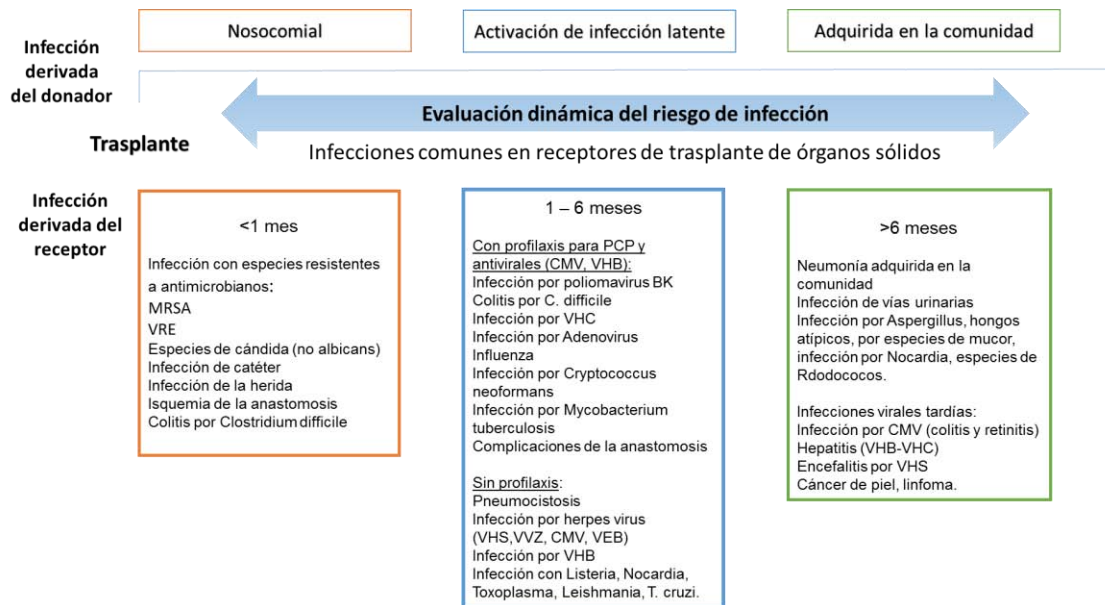 Nosocomial
Activación de infección latente
Adquirida en la comunidad
Infección
derivada
del donador
Evaluación dinámica del riesgo de infección
Trasplante
Infecciones comunes en receptores de trasplante de órganos sólidos
Infección
derivada del
receptor
<1 mes
Infección con especies resistentes
a antimicrobianos:
MRSA
VRE
Especies de cándida (no albicans)
Infección de catéter
Infección de la herida
Isquemia de la anastomosis
Colitis por Clostridium difficile
1 – 6 meses
Con profilaxis para PCP y
antivirales (CMV, VHB):
Infección por poliomavirus BK
Colitis por C. difficile
Infección por VHC
Infección por Adenovirus
Influenza
Infección por Cryptococcus
neoformans
Infección por Mycobacterium
tuberculosis
Complicaciones de la anastomosis
Sin profilaxis:
Pneumocistosis
Infección por herpes virus
(VHS,VVZ, CMV, VEB)
Infección por VHB
Infección con Listeria, Nocardia,
Toxoplasma, Leishmania, T. cruzi.
>6 meses
Neumonía adquirida en la
comunidad
Infección de vías urinarias
Infección por Aspergillus, hongos
atípicos, por especies de mucor,
infección por Nocardia, especies de
Rdodococos.
Infecciones virales tardías:
Infección por CMV (colitis y retinitis)
Hepatitis (VHB-VHC)
Encefalitis por VHS
Cáncer de piel, linfoma.